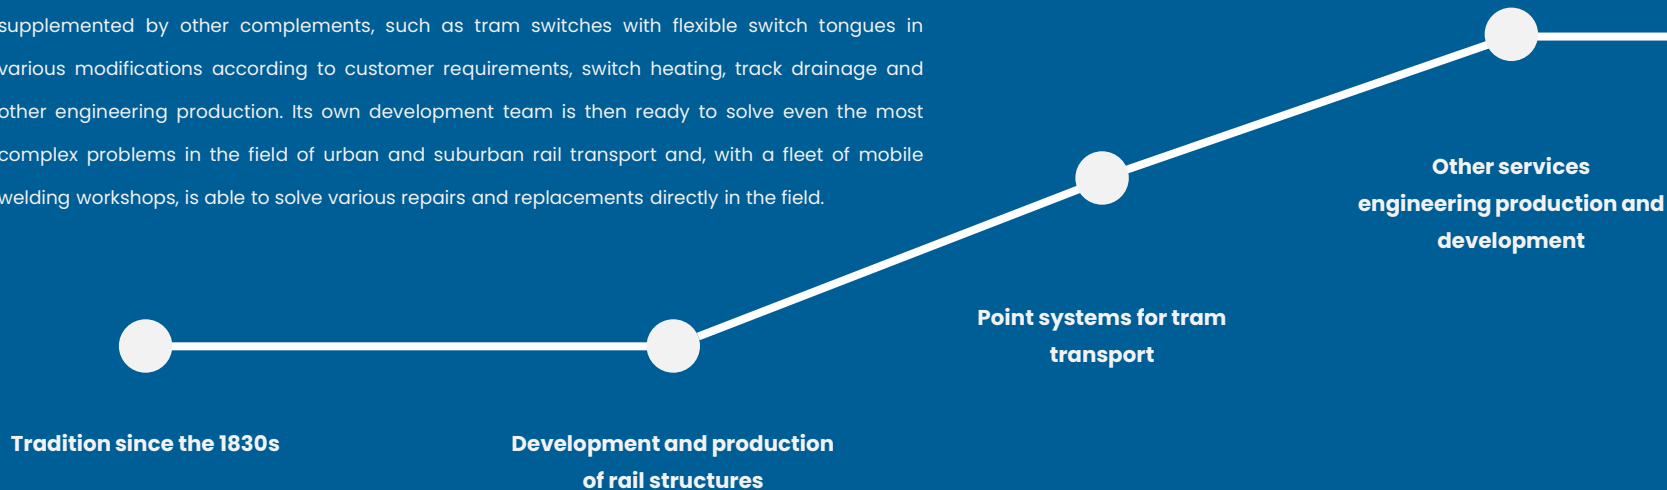 supplemented by other complements, such as tram switches with flexible switch tongues in
various modifications according to customer requirements, switch heating, track drainage and
other engineering production. Its own development team is then ready to solve even the most
complex problems in the field of urban and suburban rail transport and, with a fleet of mobile
welding workshops, is able to solve various repairs and replacements directly in the field.
Tradition since the 1830s
Development and production
of rail structures
Point systems for tram
transport
Other services
engineering production and
development